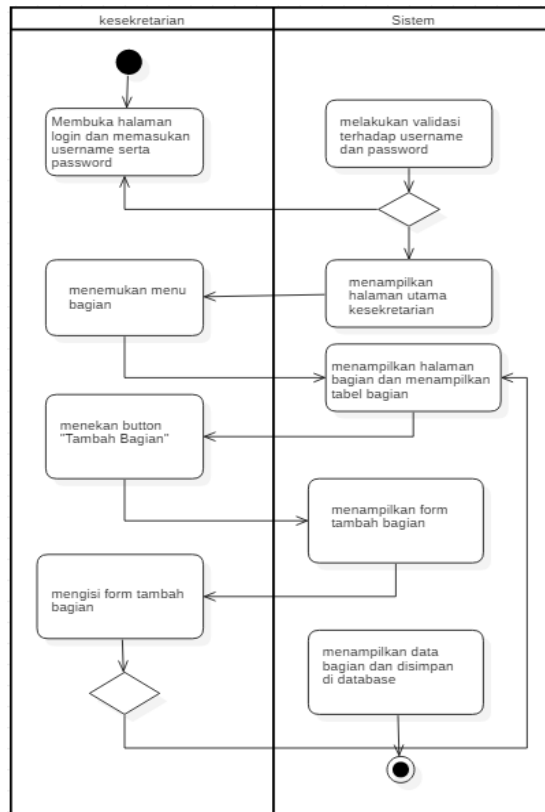 kesekretarian
Sistem
Membuka halaman
login dan memasukan
username serta
password
melakukan validasi
terhadap username
dan password
menemukan menu
bagian
menampilkan
halaman utama
kesekretarian
menampilkan halaman
bagian dan menampilkan
tabel bagian
menekan button
"Tambah Bagian"
menampilkan form
tambah bagian
mengisi form tambah
bagian
menampilkan data
bagian dan disimpan
di database